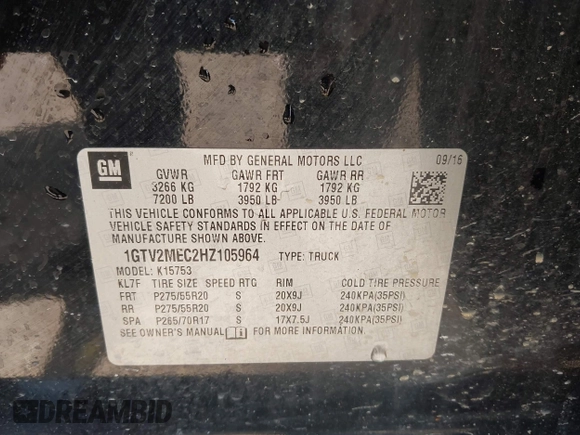 GM
MFD BY GENERAL MOTORS LLC 09/16
GVWR GAWR FRT GAWR RR
3266 KG 1792 KG 1792 KG
7200 LB 3950 LB 3950 LB
THIS VEHICLE CONFORMS TO ALL APPLICABLE U.S. FEDERAL MOTOR
VEHICLE SAFETY STANDARDS IN EFFECT ON THE DATE OF
MANUFACTURE SHOWN ABOVE.
1GTV2MEC2HZ105964 TYPE: TRUCK
MODEL: K15753
KL7F TIRE SIZE SPEED RTG RIM COLD TIRE PRESSURE
FRT P275/55R20 S 20X9J 240KPA(35PSI)
RR P275/55R20 S 20X9J 240KPA(35PSI)
SPA P265/70R17 S 17X7.5J 240KPA(35PSI)
SEE OWNER'S MANUAL FOR MORE INFORMATION.
DREAMBID